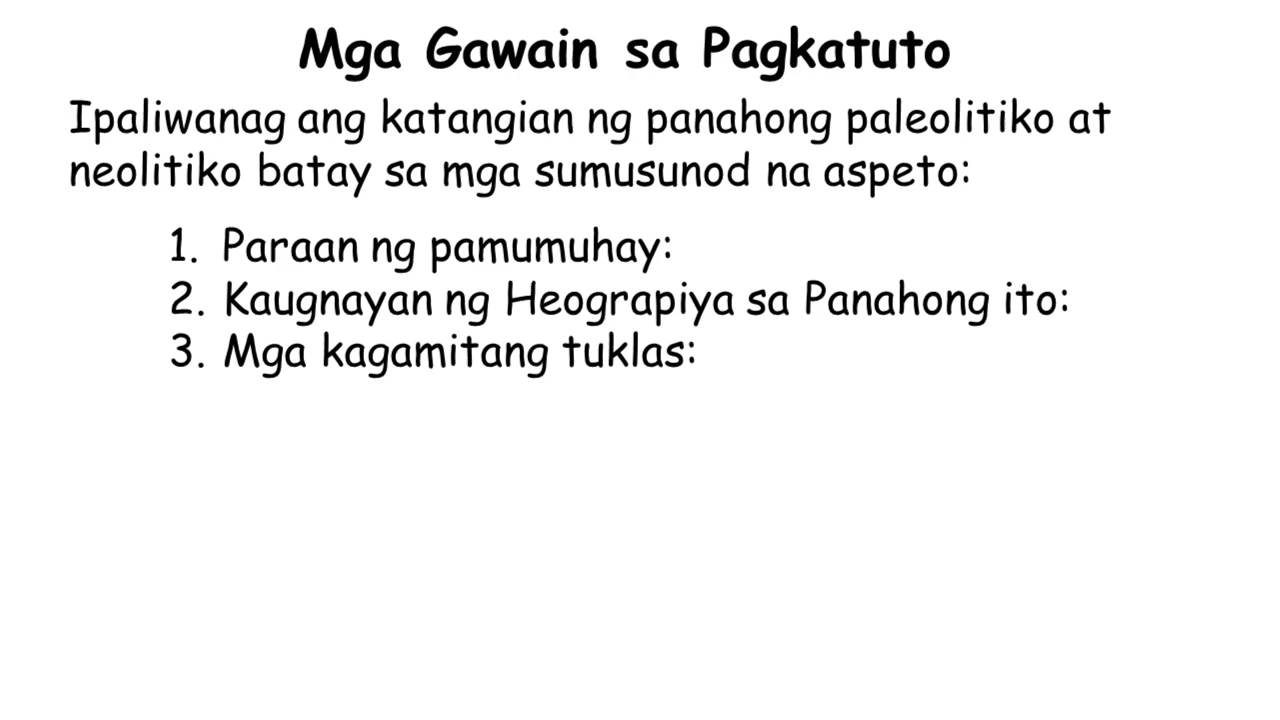 Mga Gawain sa Pagkatuto
Ipaliwanag ang katangian ng panahong paleolitiko at
neolitiko batay sa mga sumusunod na aspeto:
1. Paraan ng pamumuhay:
2. Kaugnayan ng Heograpiya sa Panahong ito:
3. Mga kagamitang tuklas: